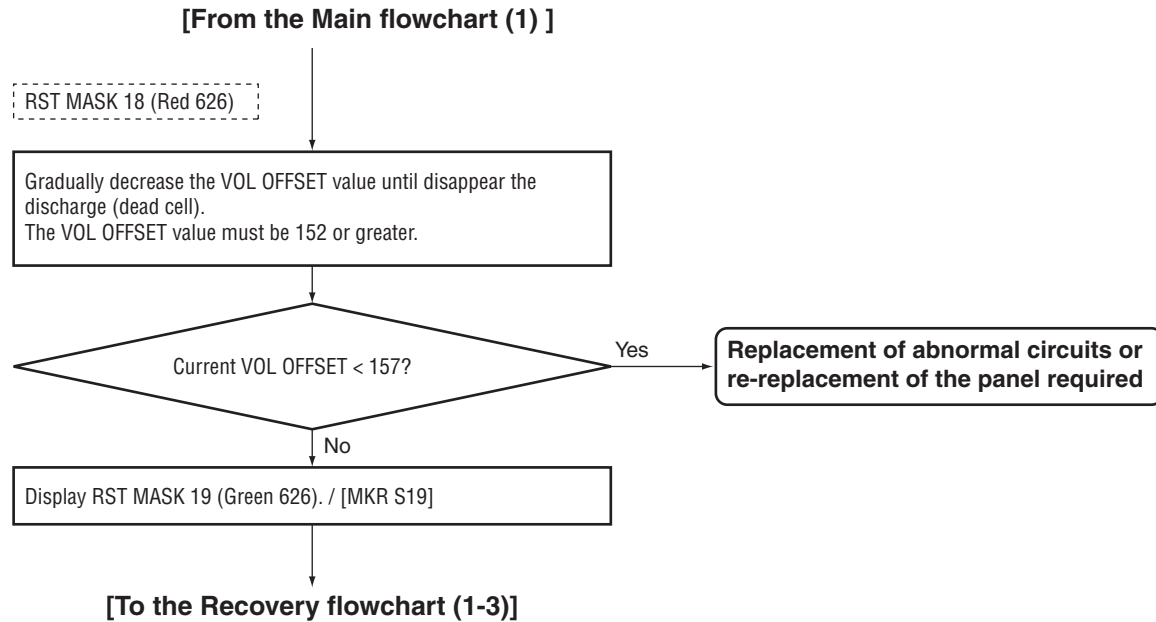 [From the Main flowchart (1) ]
RST MASK 18 (Red 626)
Gradually decrease the VOL OFFSET value until disappear the
discharge (dead cell).
The VOL OFFSET value must be 152 or greater.
Current VOL OFFSET < 157?
Yes
Replacement of abnormal circuits or
re-replacement of the panel required
No
Display RST MASK 19 (Green 626). / [MKR S19]
[To the Recovery flowchart (1-3)]